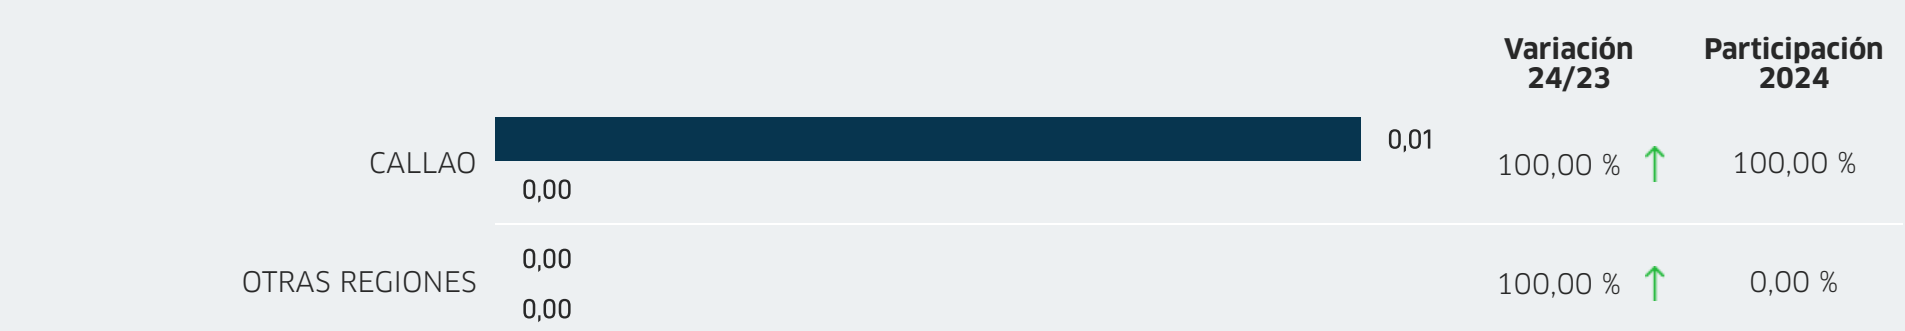 Variación
24/23
Participación
2024
CALLAO
0,01
0,00
100,00 %
100,00 %
OTRAS REGIONES
0,00
0,00
100,00 %
0,00 %